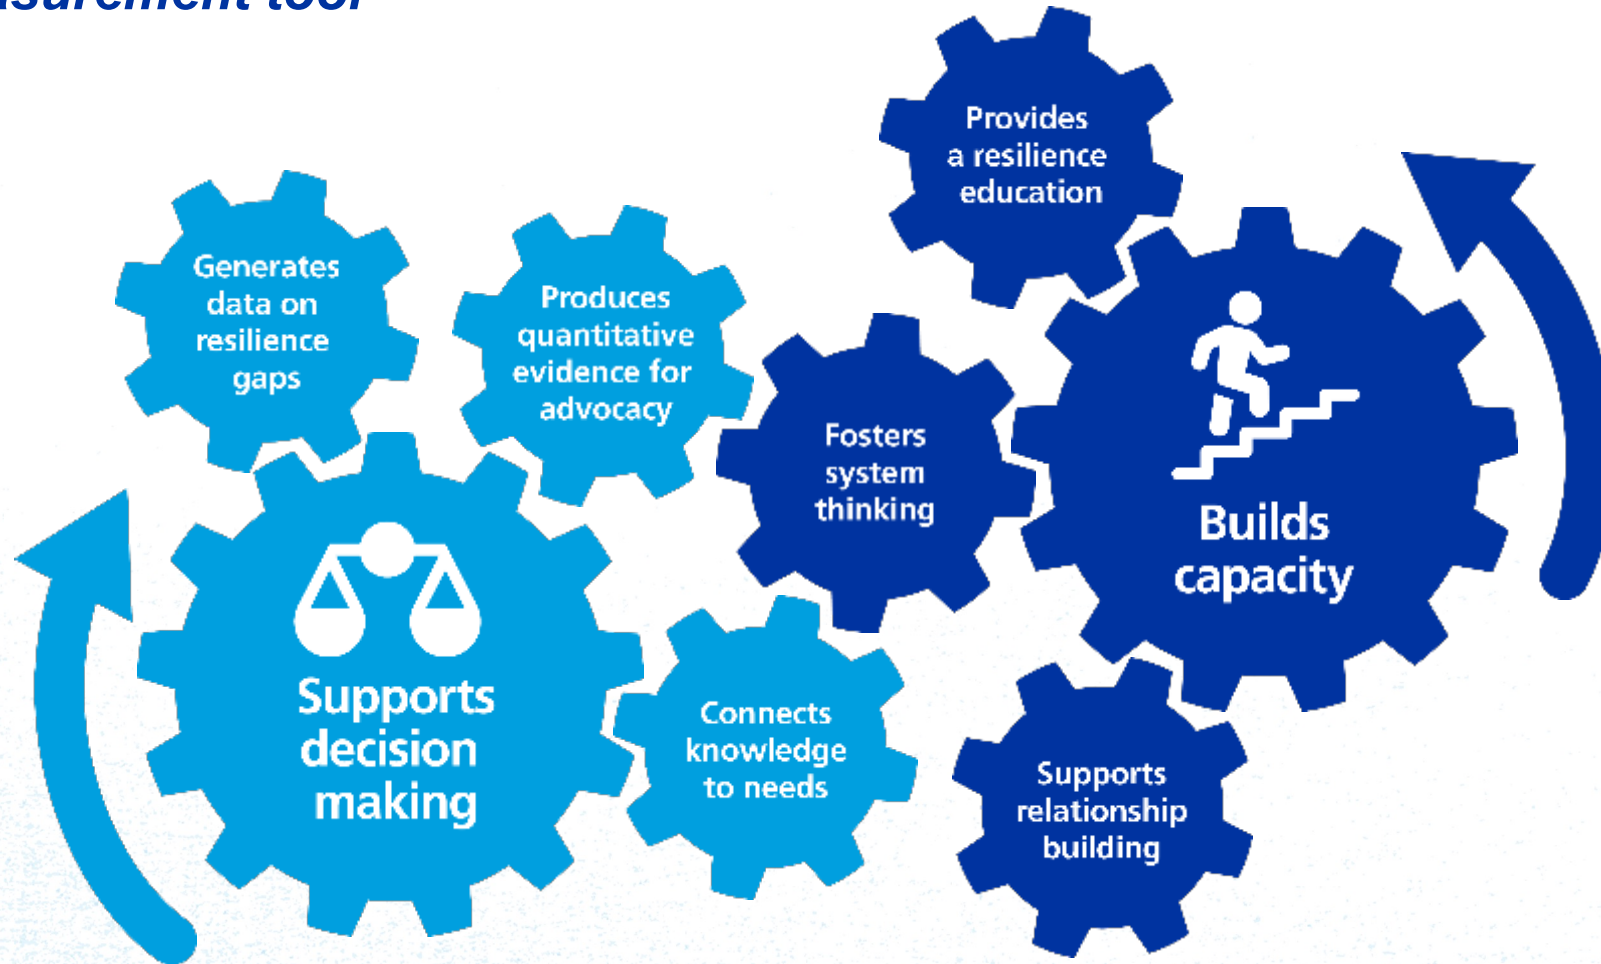 tool
Generates
data on
resilience
gaps
Produces
quantitative
evidence for
advocacy
Supports
decision
making
Connects
knowledge
to needs
Fosters
system
thinking
Provides
a resilience
education
Builds
capacity
Supports
relationship
building